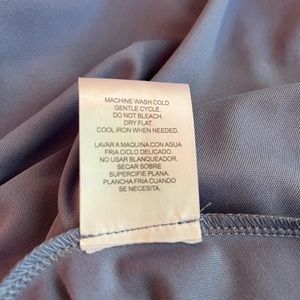 MACHINE WASH COLD
GENTLE CYCLE.
DO NOT BLEACH.
DRY FLAT.
COOL IRON WHEN NEEDED.
LAVAR A MAQUINA CON AGUA
FRIA CICLO DELICADO.
NO USAR BLANQUEADOR.
SECAR SOBRE
SUPERCIFIE PLANA.
PLANCHA FRIA CUANDO
SE NECESITA.